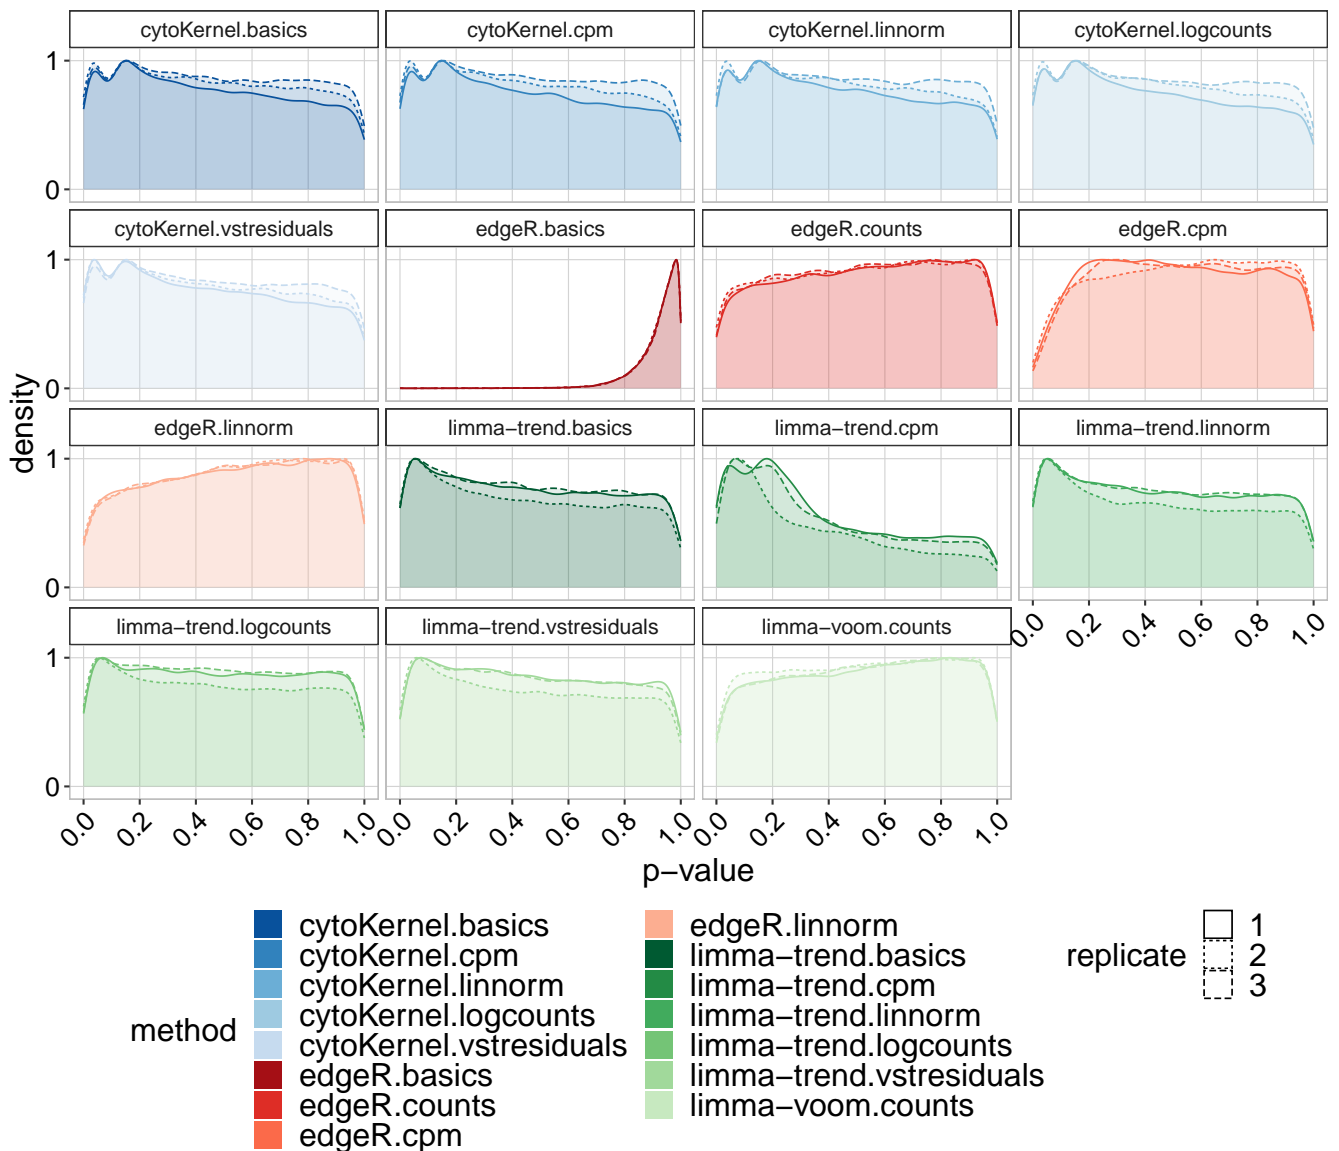 cytoKernel.basics cytoKernel.cpm cytoKernel.linnorm cytoKernel.logcounts
1
0
cytoKernel.vstresiduals edgeR.basics edgeR.counts edgeR.cpm
1
0
edgeR.linnorm limma−trend.basics limma−trend.cpm limma−trend.linnorm
1
0
0.0 0.2 0.4 0.6 0.8 1.0
limma−trend.logcounts limma−trend.vstresiduals limma−voom.counts
1
0
0.0 0.2 0.4 0.6 0.8 1.0 0.0 0.2 0.4 0.6 0.8 1.0 0.0 0.2 0.4 0.6 0.8 1.0
density
p−value
method
cytoKernel.basics
cytoKernel.cpm
cytoKernel.linnorm
cytoKernel.logcounts
cytoKernel.vstresiduals
edgeR.basics
edgeR.counts
edgeR.cpm
edgeR.linnorm
limma−trend.basics
limma−trend.cpm
limma−trend.linnorm
limma−trend.logcounts
limma−trend.vstresiduals
limma−voom.counts
replicate
1
2
3